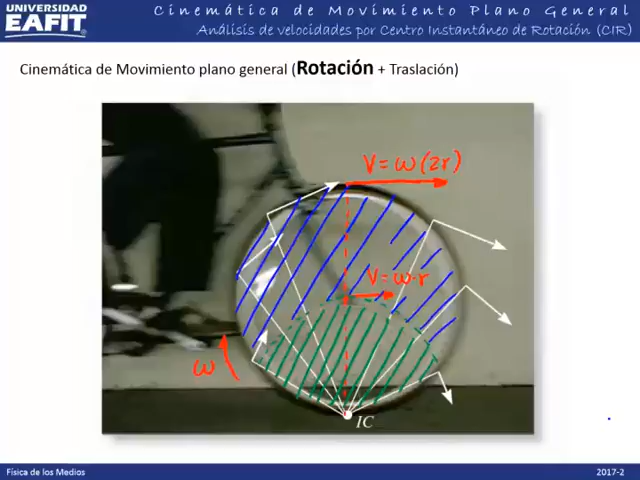 UNIVERSIDAD
EAFIT
Cinemática de Movimiento Plano General
Análisis de velocidades por Centro Instantáneo de Rotación (CIR)
Cinemática de Movimiento plano general (Rotación + Traslación)
V = ω(2r)
V = ω·r
ω
IC
Física de los Medios
2017-2